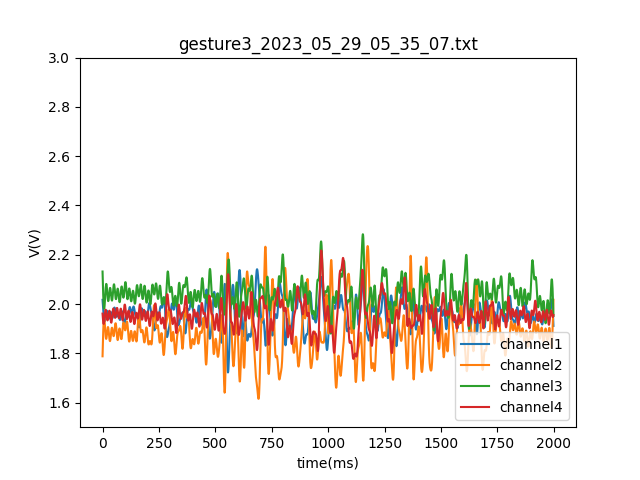 gesture3_2023_05_29_05_35_07.txt
3.0
2.8
2.6
2.4
2.2
2.0
1.8
1.6
V(V)
channel1
channel2
channel3
channel4
0 250 500 750 1000 1250 1500 1750 2000
time(ms)